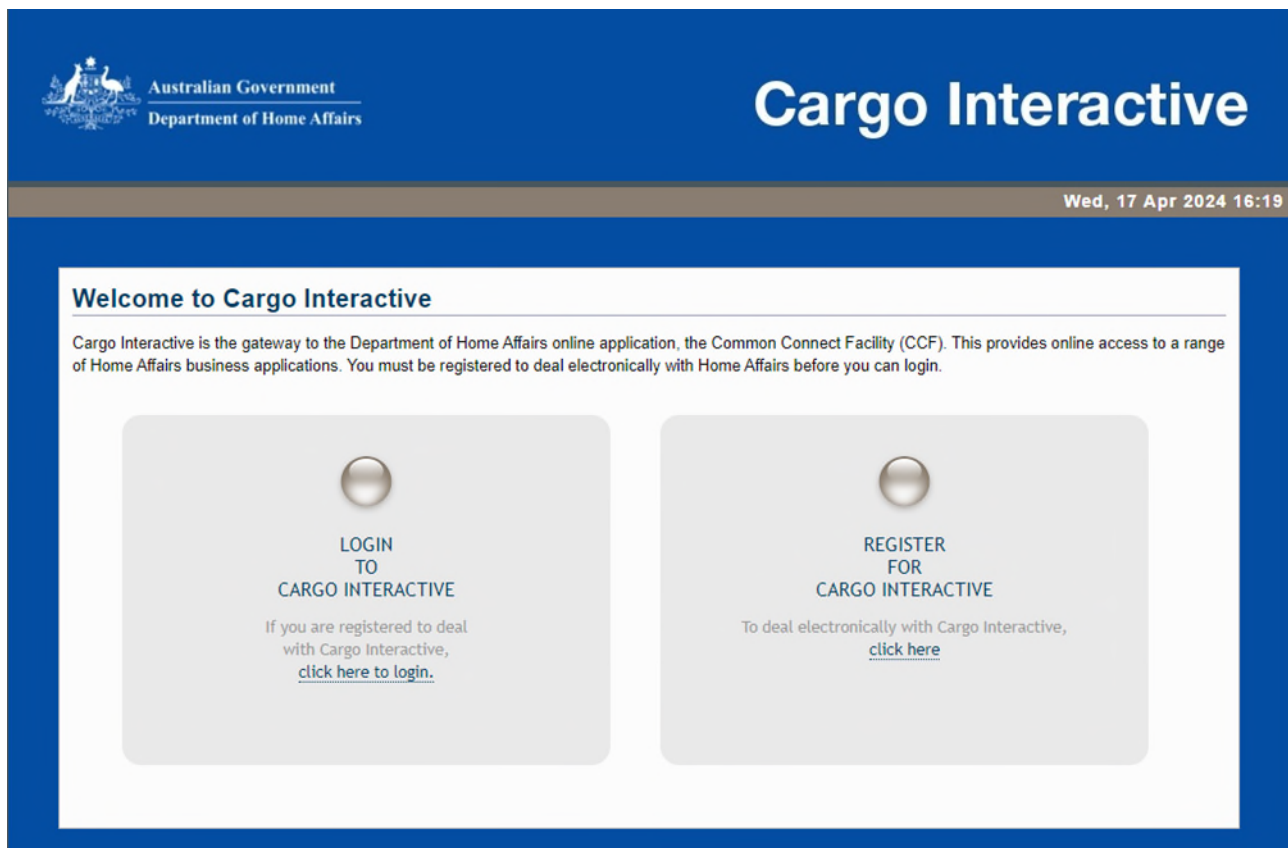 Australian Government
Department of Home Affairs
Cargo Interactive
Wed, 17 Apr 2024 16:19
Welcome to Cargo Interactive
Cargo Interactive is the gateway to the Department of Home Affairs online application, the Common Connect Facility (CCF). This provides online access to a range
of Home Affairs business applications. You must be registered to deal electronically with Home Affairs before you can login.
LOGIN
TO
CARGO INTERACTIVE
If you are registered to deal
with Cargo Interactive,
click here to login.
REGISTER
FOR
CARGO INTERACTIVE
To deal electronically with Cargo Interactive,
click here